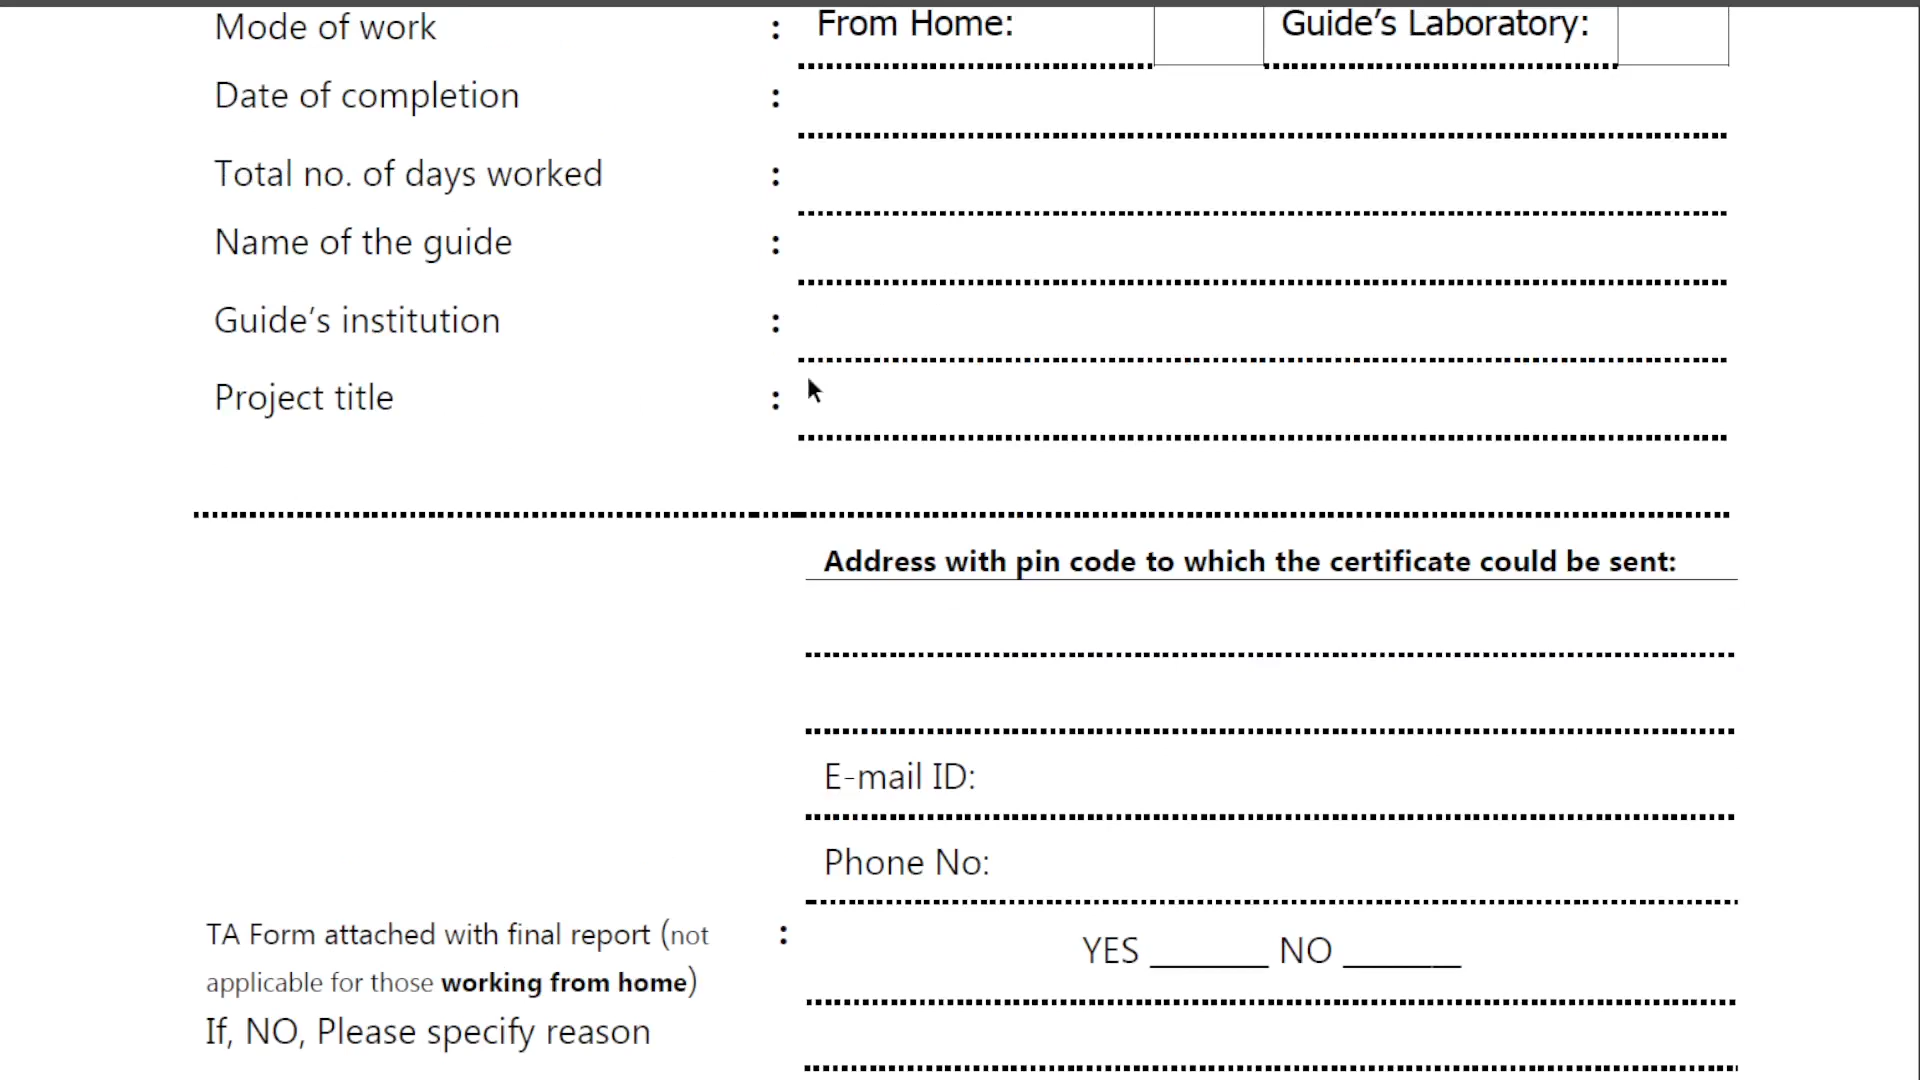 Mode of work : From Home: Guide's Laboratory:
Date of completion :
Total no. of days worked :
Name of the guide :
Guide's institution :
Project title :
Address with pin code to which the certificate could be sent:
E-mail ID:
Phone No:
TA Form attached with final report (not :
applicable for those working from home)
YES _______ NO _______
If, NO, Please specify reason